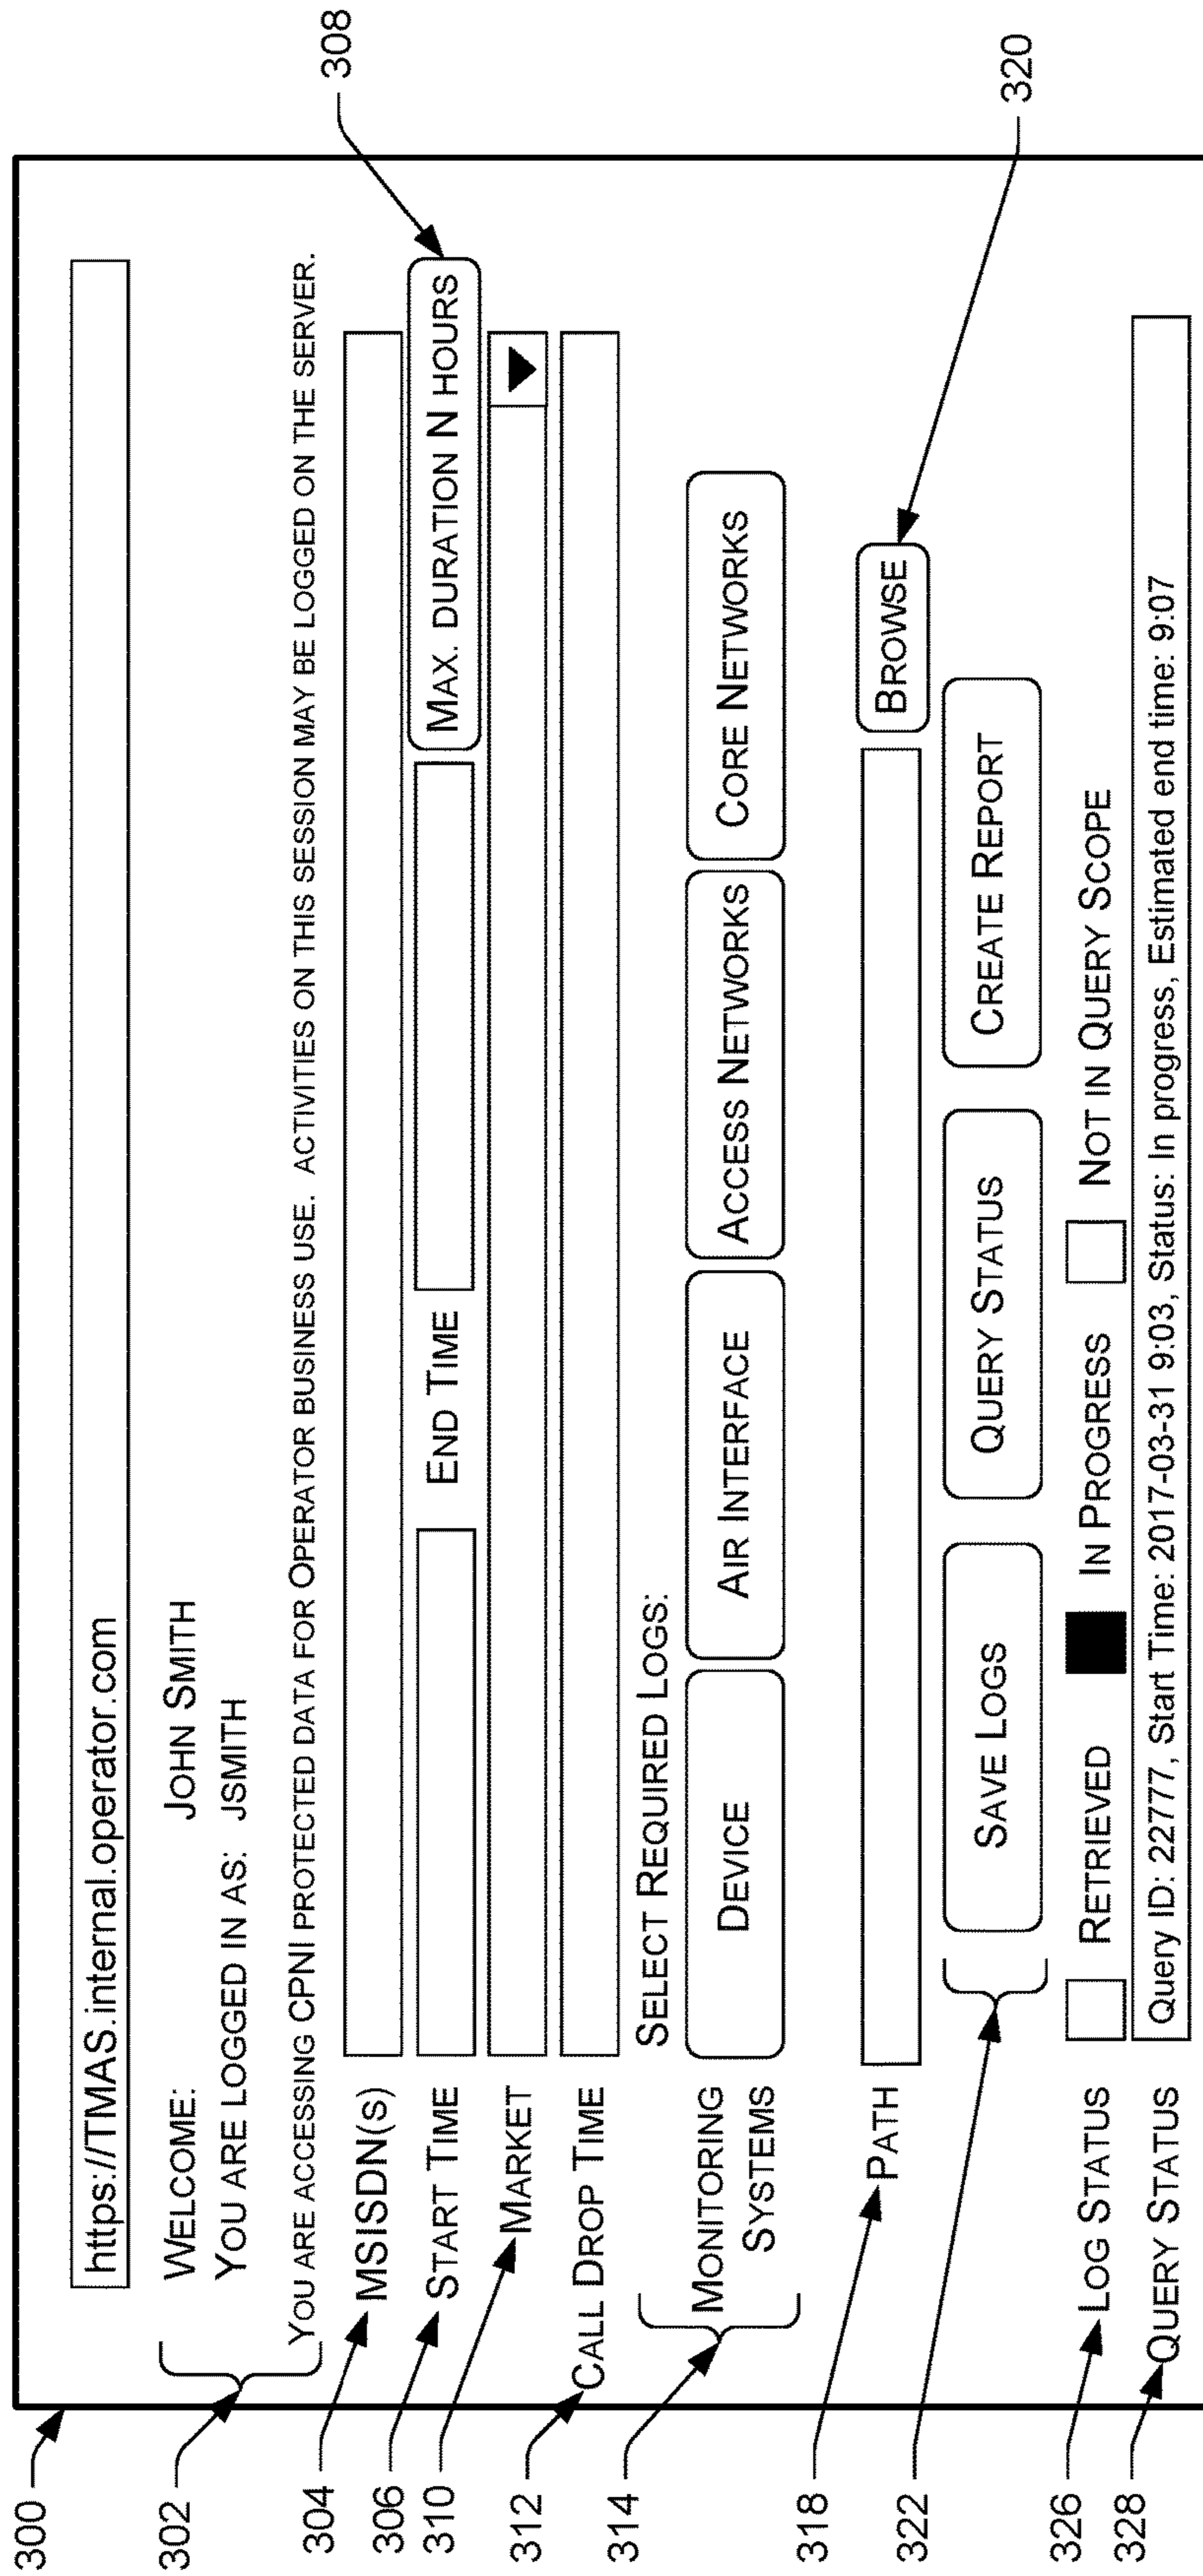 300
https://TMAS.internal.operator.com
302
WELCOME: JOHN SMITH
YOU ARE LOGGED IN AS: JSMITH
YOU ARE ACCESSING CPNI PROTECTED DATA FOR OPERATOR BUSINESS USE. ACTIVITIES ON THIS SESSION MAY BE LOGGED ON THE SERVER.
304 MSISDN(s)
308
306 START TIME END TIME MAX. DURATION N HOURS
310 MARKET
312 CALL DROP TIME
SELECT REQUIRED LOGS:
314 MONITORING SYSTEMS DEVICE AIR INTERFACE ACCESS NETWORKS CORE NETWORKS
318 PATH BROWSE 320
322 SAVE LOGS QUERY STATUS CREATE REPORT
326 LOG STATUS RETRIEVED IN PROGRESS NOT IN QUERY SCOPE
328 QUERY STATUS Query ID: 22777, Start Time: 2017-03-31 9:03, Status: In progress, Estimated end time: 9:07